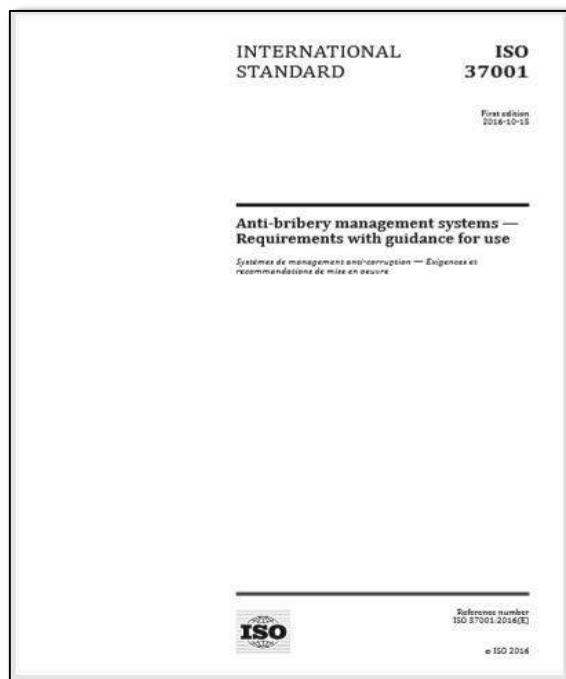 INTERNATIONAL
STANDARD
ISO
37001
First edition
2016-10-15
Anti-bribery management systems —
Requirements with guidance for use
Systèmes de management anti-corruption — Exigences et
recommandations de mise en oeuvre
ISO
Reference number
ISO 37001:2016(E)
© ISO 2016